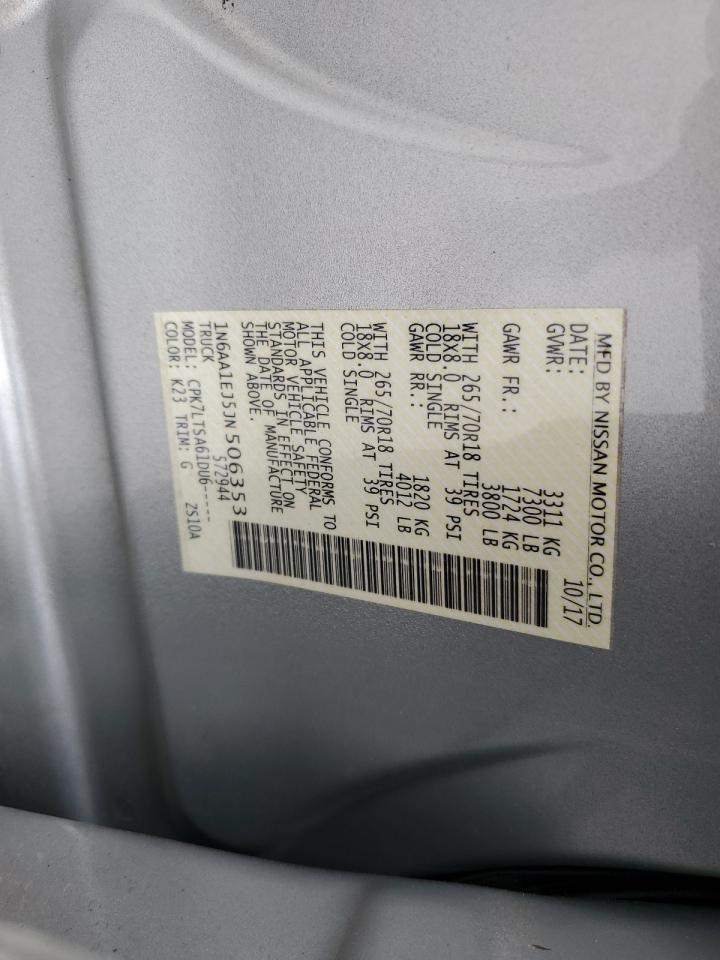 MFD BY NISSAN MOTOR CO., LTD.
DATE: 10/17
GVWR: 3311 KG
7300 LB
GAWR FR.: 1724 KG
3800 LB
WITH 265/70R18 TIRES
18X8.0 RIMS AT 39 PSI
COLD SINGLE
GAWR RR.: 1820 KG
4012 LB
WITH 265/70R18 TIRES
18X8.0 RIMS AT 39 PSI
COLD SINGLE
THIS VEHICLE CONFORMS TO
ALL APPLICABLE FEDERAL
MOTOR VEHICLE SAFETY
STANDARDS IN EFFECT ON
THE DATE OF MANUFACTURE
SHOWN ABOVE.
1N6AA1EJ5JN506353
TRUCK 572944
MODEL: CPK7LTSA61DU6-----
COLOR: K23 TRIM: G ZS10A